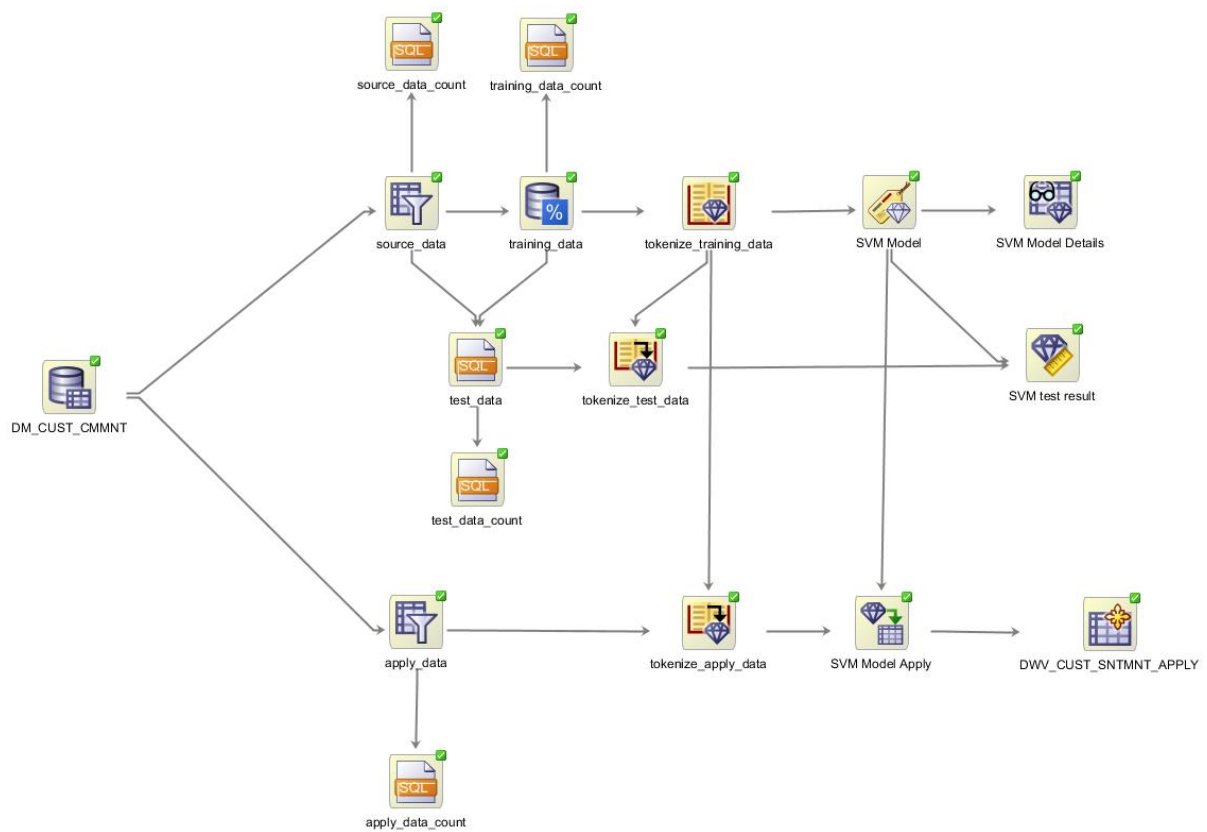 SQL
SQL
source_data_count
training_data_count
%
source_data
training_data
tokenize_training_data
SVM Model
SVM Model Details
SQL
DM_CUST_CMMNT
test_data
tokenize_test_data
SVM test result
SQL
test_data_count
apply_data
tokenize_apply_data
SVM Model Apply
DWV_CUST_SNTMNT_APPLY
SQL
apply_data_count